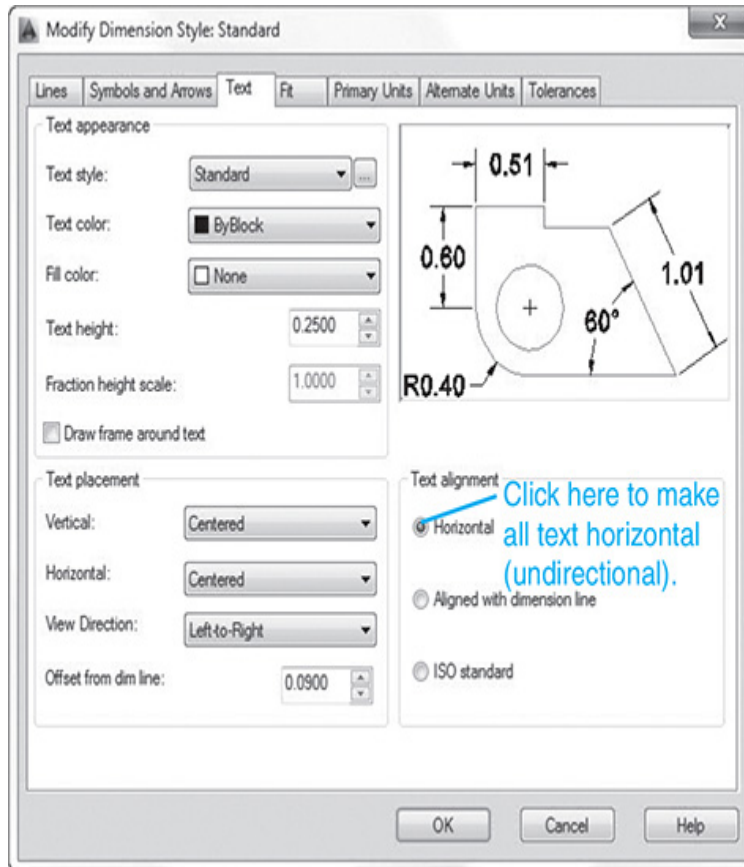 Modify Dimension Style: Standard
X
Lines Symbols and Arrows Text Fit Primary Units Alternate Units Tolerances
Text appearance
Text style: Standard ...
Text color: ByBlock
Fill color: None
Text height: 0.2500
Fraction height scale: 1.0000
Draw frame around text
0.51
0.60
1.01
60°
R0.40
Text placement
Vertical: Centered
Horizontal: Centered
View Direction: Left-to-Right
Offset from dim line: 0.0900
Text alignment
Click here to make
Horizontal
all text horizontal
(undirectional).
Aligned with dimension line
ISO standard
OK Cancel Help